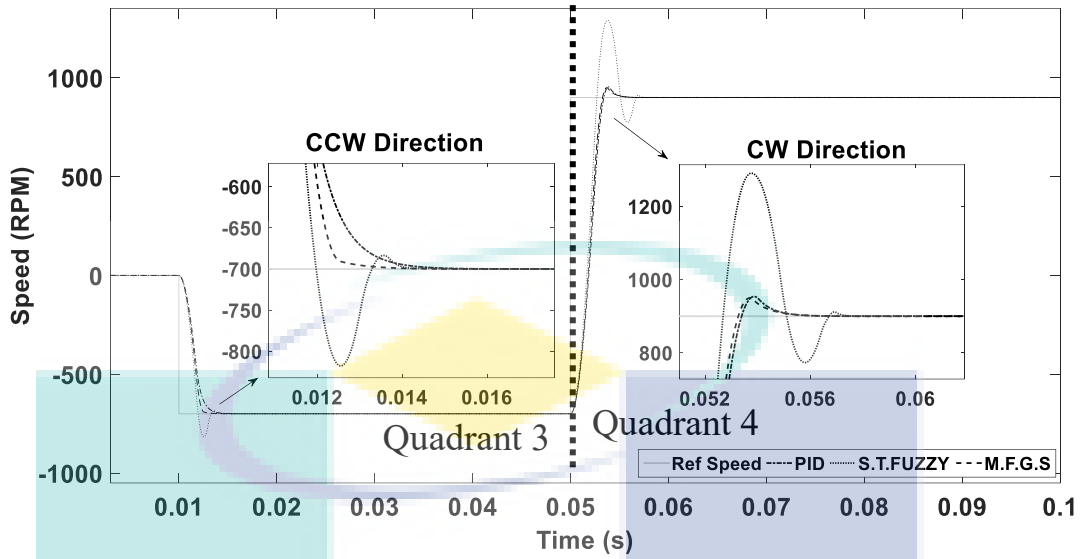 Speed (RPM)
1000
500
0
-500
-1000
CCW Direction
-600
-650
-700
-750
-800
0.012 0.014 0.016
CW Direction
1200
1000
800
0.052 0.056 0.06
Quadrant 3
Quadrant 4
Ref Speed PID S.T.FUZZY M.F.G.S
0.01 0.02 0.03 0.04 0.05 0.06 0.07 0.08 0.09 0.1
Time (s)